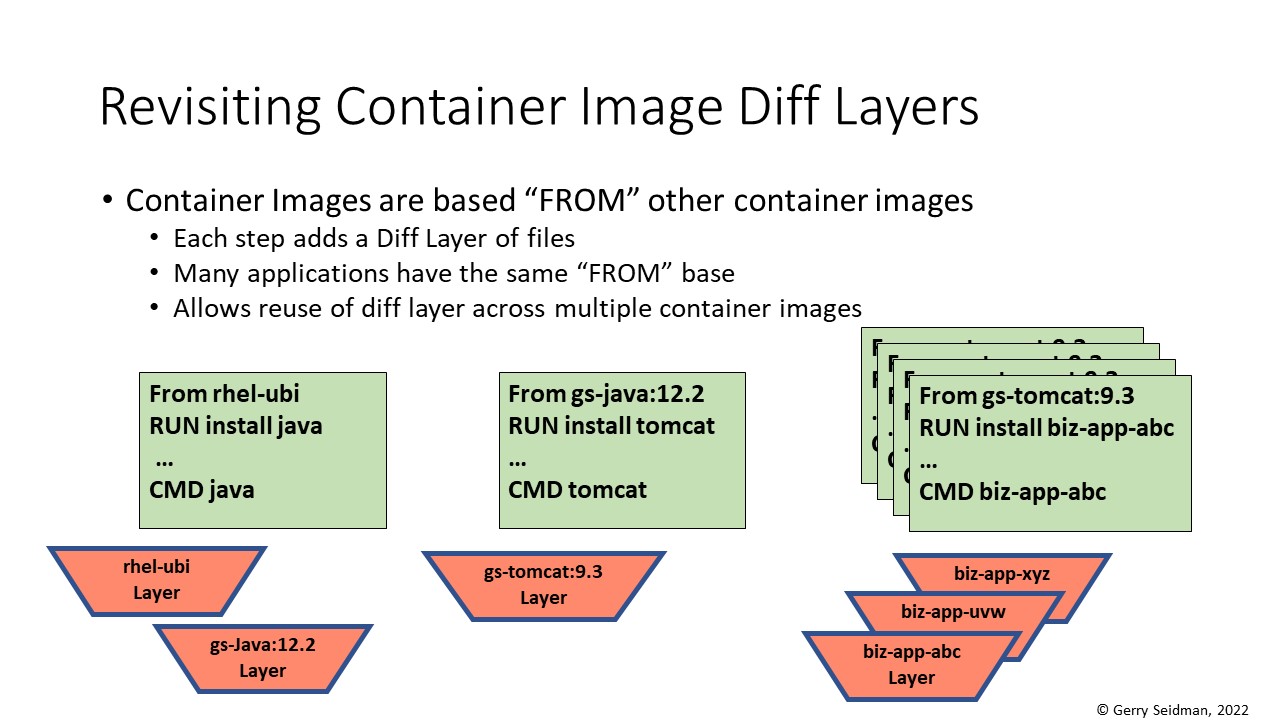 Revisiting Container Image Diff Layers
• Container Images are based “FROM” other container images
• Each step adds a Diff Layer of files
• Many applications have the same “FROM” base
• Allows reuse of diff layer across multiple container images
From rhel-ubi
RUN install java
...
CMD java
From gs-java:12.2
RUN install tomcat
...
CMD tomcat
From gs-tomcat:9.3
RUN install biz-app-abc
...
CMD biz-app-abc
rhel-ubi
Layer
gs-Java:12.2
Layer
gs-tomcat:9.3
Layer
biz-app-xyz
biz-app-uvw
biz-app-abc
Layer
© Gerry Seidman, 2022